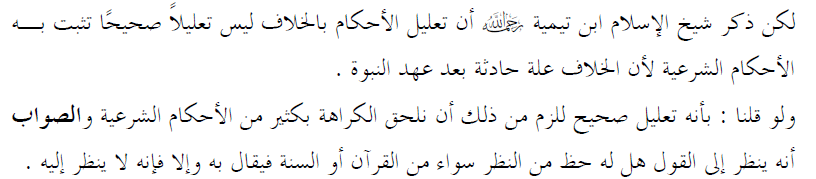 لكن ذكر شيخ الإسلام ابن تيمية رحمه الله أن تعليل الأحكام بالخلاف ليس تعليلاً صحيحًا تثبت بـــه
الأحكام الشرعية لأن الخلاف علة حادثة بعد عهد النبوة .
ولو قلنا : بأنه تعليل صحيح للزم من ذلك أن نلحق الكراهة بكثير من الأحكام الشرعية والصواب
أنه ينظر إلى القول هل له حظ من النظر سواء من القرآن أو السنة فيقال به وإلا فإنه لا ينظر إليه .